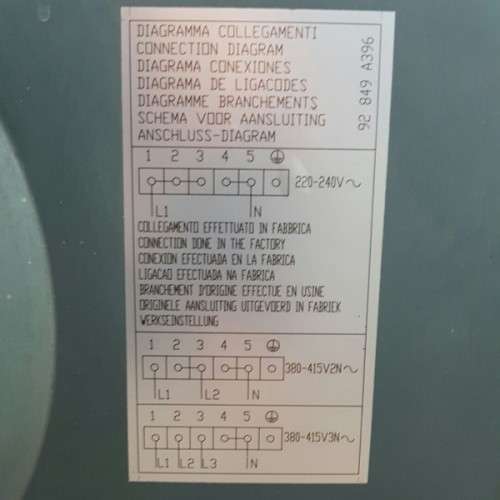 DIAGRAMMA COLLEGAMENTI
CONNECTION DIAGRAM
DIAGRAMA CONEXIONES
DIAGRAMA DE LIGACODES
DIAGRAMME BRANCHEMENTS
SCHEMA VOOR AANSLUITING
ANSCHLUSS-DIAGRAM
92 849 A396
1 2 3 4 5 ⏚
220-240V~
L1 N
COLLEGAMENTO EFFETTUATO IN FABBRICA
CONNECTION DONE IN THE FACTORY
CONEXION EFECTUADA EN LA FABRICA
LIGACAO EFECTUADA NA FABRICA
BRANCHEMENT D'ORIGINE EFFECTUE EN USINE
ORIGINELE AANSLUITING UITGEVOERD IN FABRIEK
WERKSEINSTELLUNG
1 2 3 4 5 ⏚
380-415V2N~
L1 L2 N
1 2 3 4 5 ⏚
380-415V3N~
L1 L2 L3 N